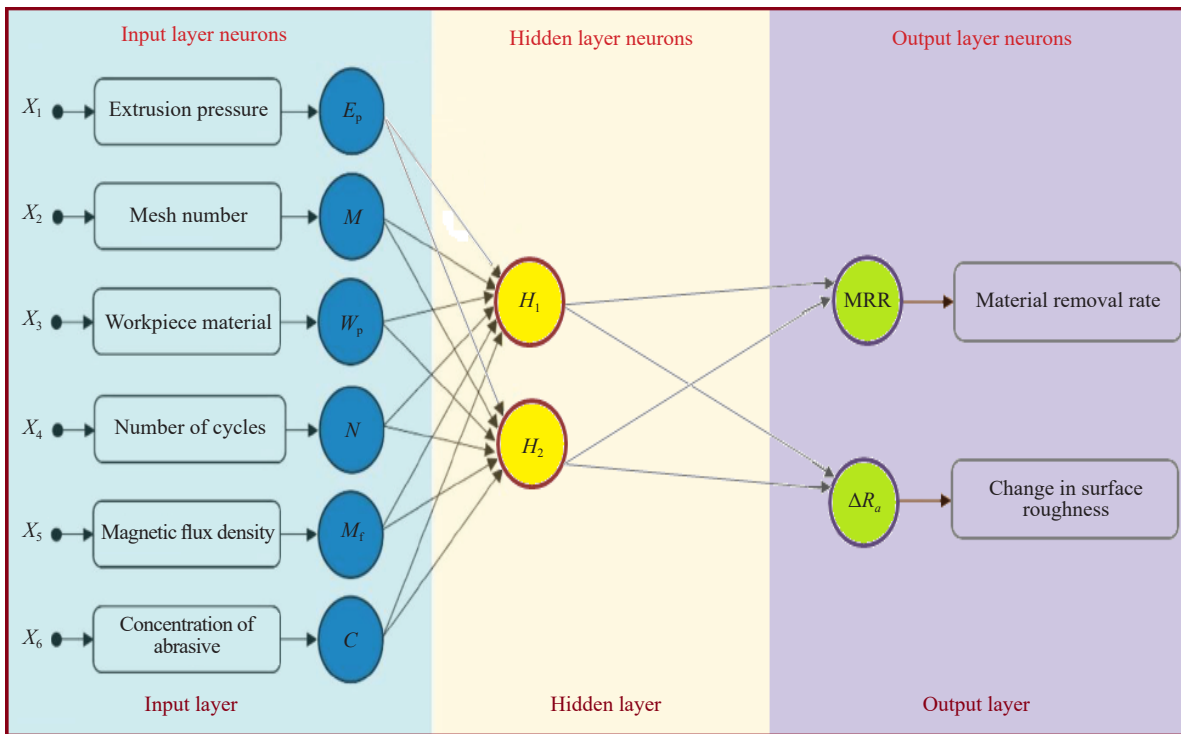 Input layer neurons
Hidden layer neurons
Output layer neurons
X1
Extrusion pressure
Ep
X2
Mesh number
M
X3
Workpiece material
Wp
X4
Number of cycles
N
X5
Magnetic flux density
Mf
X6
Concentration of
abrasive
C
H1
H2
MRR
Material removal rate
ΔRa
Change in surface
roughness
Input layer
Hidden layer
Output layer